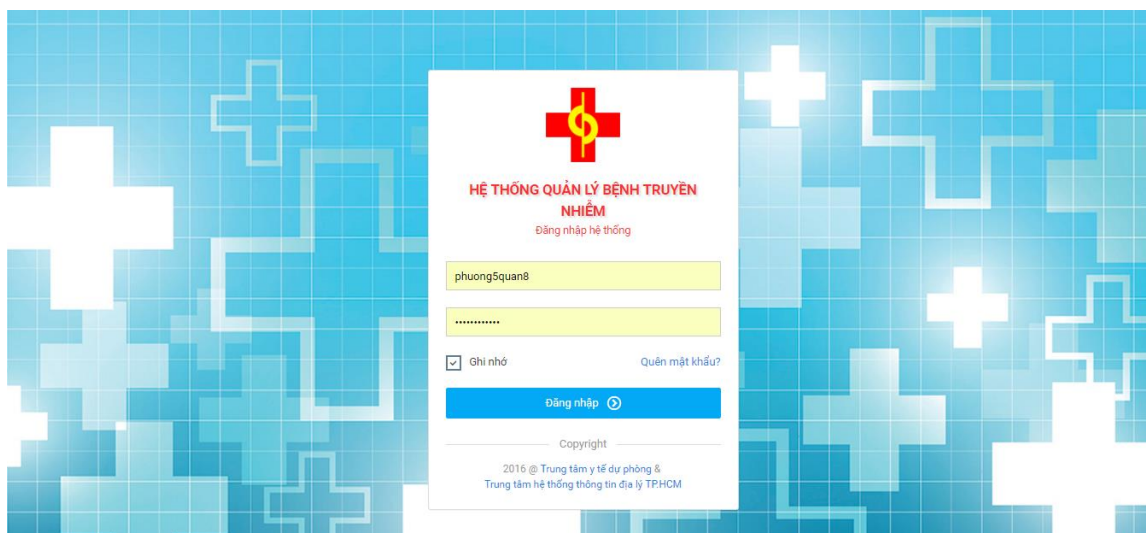 HỆ THỐNG QUẢN LÝ BỆNH TRUYỀN
NHIỄM
Đăng nhập hệ thống
phuong5quan8
••••••••••••
Ghi nhớ Quên mật khẩu?
Đăng nhập
Copyright
2016 @ Trung tâm y tế dự phòng &
Trung tâm hệ thống thông tin địa lý TP.HCM